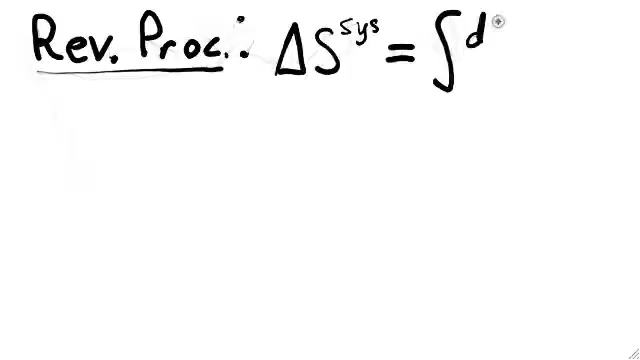 Rev. Proc.: ΔS^sys = ∫d